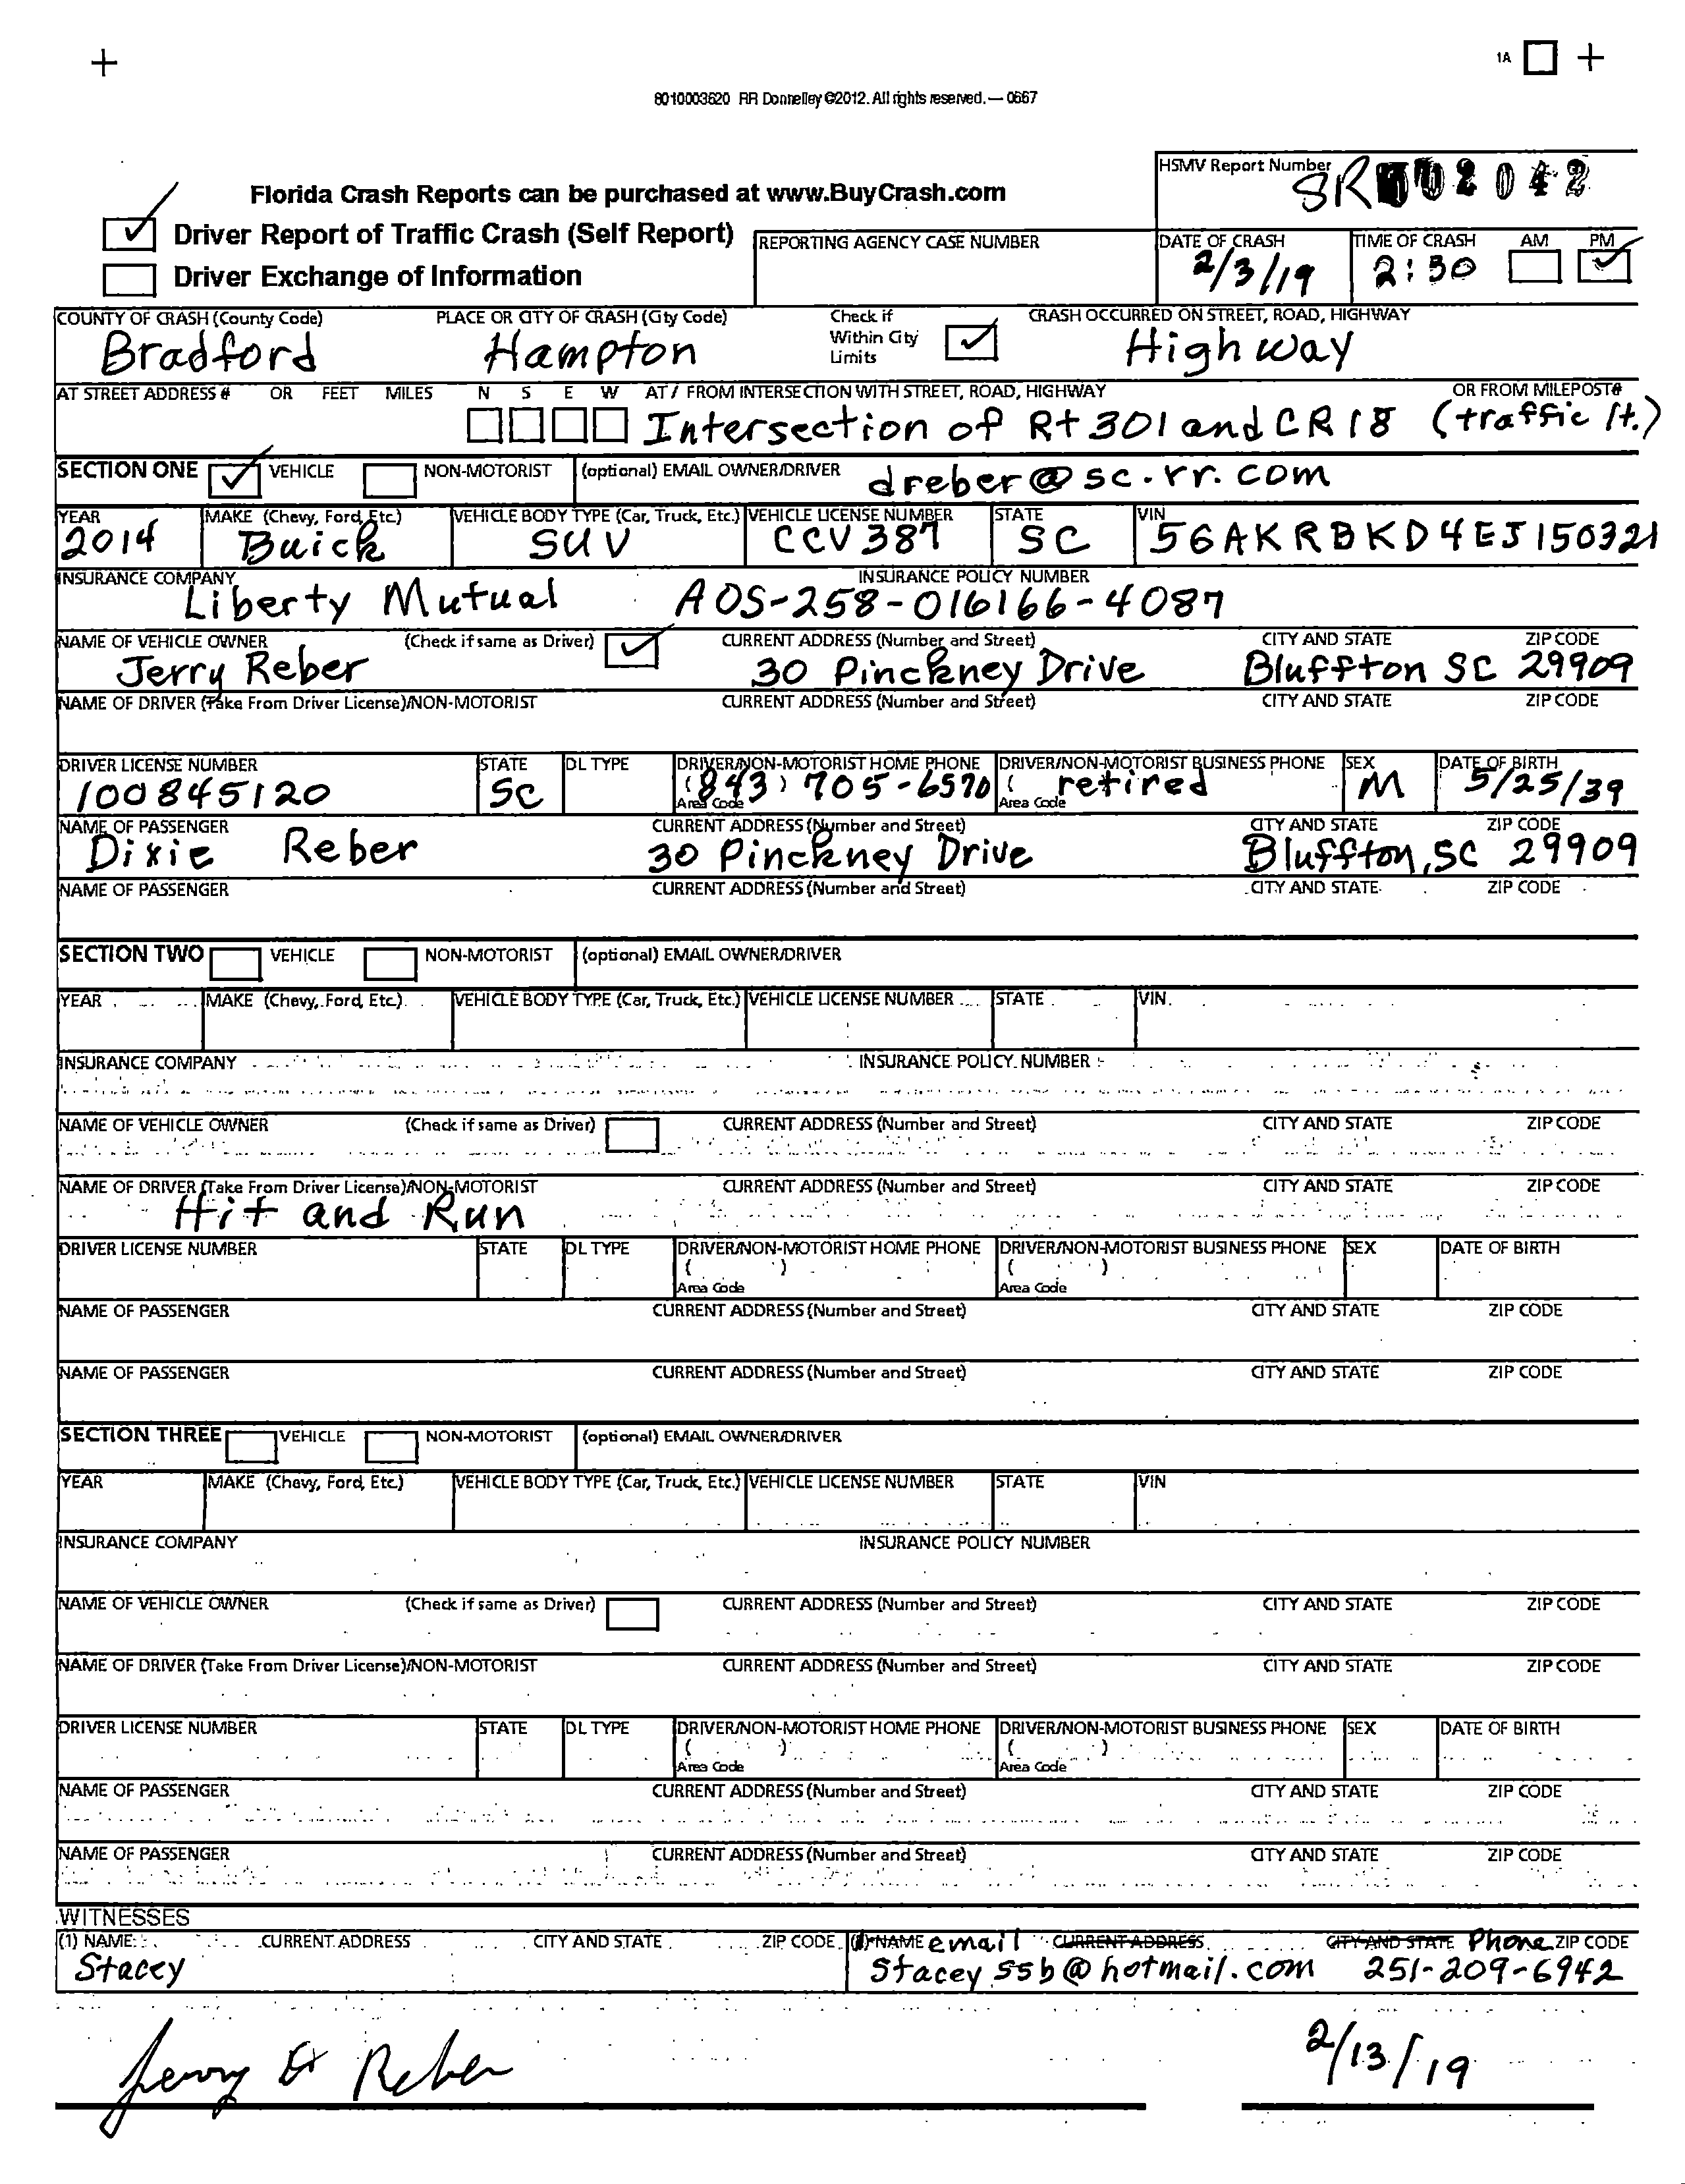 1A
8010003620 RR Donnelley ©2012. All rights reserved. — 0667
HSMV Report Number
SR 02042
Florida Crash Reports can be purchased at www.BuyCrash.com
Driver Report of Traffic Crash (Self Report)
Driver Exchange of Information
REPORTING AGENCY CASE NUMBER
DATE OF CRASH TIME OF CRASH AM PM
2/3/19 2:30
COUNTY OF CRASH (County Code) PLACE OR CITY OF CRASH (City Code) Check if Within City Limits CRASH OCCURRED ON STREET, ROAD, HIGHWAY
Bradford Hampton Highway
AT STREET ADDRESS # OR FEET MILES N S E W AT / FROM INTERSECTION WITH STREET, ROAD, HIGHWAY OR FROM MILEPOST#
Intersection of Rt 301 and CR 18 (traffic lt.)
SECTION ONE VEHICLE NON-MOTORIST (optional) EMAIL OWNER/DRIVER dreber@sc.rr.com
YEAR MAKE (Chevy, Ford, Etc.) VEHICLE BODY TYPE (Car, Truck, Etc.) VEHICLE LICENSE NUMBER STATE VIN
2014 Buick SUV CCV387 SC 5GAKRBKD4EJ150321
INSURANCE COMPANY INSURANCE POLICY NUMBER
Liberty Mutual AOS-258-016166-4087
NAME OF VEHICLE OWNER (Check if same as Driver) CURRENT ADDRESS (Number and Street) CITY AND STATE ZIP CODE
Jerry Reber 30 Pinckney Drive Bluffton SC 29909
NAME OF DRIVER (Take From Driver License)/NON-MOTORIST CURRENT ADDRESS (Number and Street) CITY AND STATE ZIP CODE
DRIVER LICENSE NUMBER STATE DL TYPE DRIVER/NON-MOTORIST HOME PHONE DRIVER/NON-MOTORIST BUSINESS PHONE SEX DATE OF BIRTH
100845120 SC (843) 705-6570 ( retired M 5/25/39
Area Code Area Code
NAME OF PASSENGER CURRENT ADDRESS (Number and Street) CITY AND STATE ZIP CODE
Dixie Reber 30 Pinckney Drive Bluffton, SC 29909
NAME OF PASSENGER CURRENT ADDRESS (Number and Street) CITY AND STATE ZIP CODE
SECTION TWO VEHICLE NON-MOTORIST (optional) EMAIL OWNER/DRIVER
YEAR MAKE (Chevy, Ford, Etc.) VEHICLE BODY TYPE (Car, Truck, Etc.) VEHICLE LICENSE NUMBER STATE VIN
INSURANCE COMPANY INSURANCE POLICY NUMBER
NAME OF VEHICLE OWNER (Check if same as Driver) CURRENT ADDRESS (Number and Street) CITY AND STATE ZIP CODE
NAME OF DRIVER (Take From Driver License)/NON-MOTORIST CURRENT ADDRESS (Number and Street) CITY AND STATE ZIP CODE
Hit and Run
DRIVER LICENSE NUMBER STATE DL TYPE DRIVER/NON-MOTORIST HOME PHONE DRIVER/NON-MOTORIST BUSINESS PHONE SEX DATE OF BIRTH
( ) ( )
Area Code Area Code
NAME OF PASSENGER CURRENT ADDRESS (Number and Street) CITY AND STATE ZIP CODE
NAME OF PASSENGER CURRENT ADDRESS (Number and Street) CITY AND STATE ZIP CODE
SECTION THREE VEHICLE NON-MOTORIST (optional) EMAIL OWNER/DRIVER
YEAR MAKE (Chevy, Ford, Etc.) VEHICLE BODY TYPE (Car, Truck, Etc.) VEHICLE LICENSE NUMBER STATE VIN
INSURANCE COMPANY INSURANCE POLICY NUMBER
NAME OF VEHICLE OWNER (Check if same as Driver) CURRENT ADDRESS (Number and Street) CITY AND STATE ZIP CODE
NAME OF DRIVER (Take From Driver License)/NON-MOTORIST CURRENT ADDRESS (Number and Street) CITY AND STATE ZIP CODE
DRIVER LICENSE NUMBER STATE DL TYPE DRIVER/NON-MOTORIST HOME PHONE DRIVER/NON-MOTORIST BUSINESS PHONE SEX DATE OF BIRTH
( ) ( )
Area Code Area Code
NAME OF PASSENGER CURRENT ADDRESS (Number and Street) CITY AND STATE ZIP CODE
NAME OF PASSENGER CURRENT ADDRESS (Number and Street) CITY AND STATE ZIP CODE
WITNESSES
(1) NAME CURRENT ADDRESS CITY AND STATE ZIP CODE NAME email CURRENT ADDRESS CITY AND STATE Phone ZIP CODE
Stacey Stacey.ssb@hotmail.com 251-209-6942
Jerry Reber 2/13/19